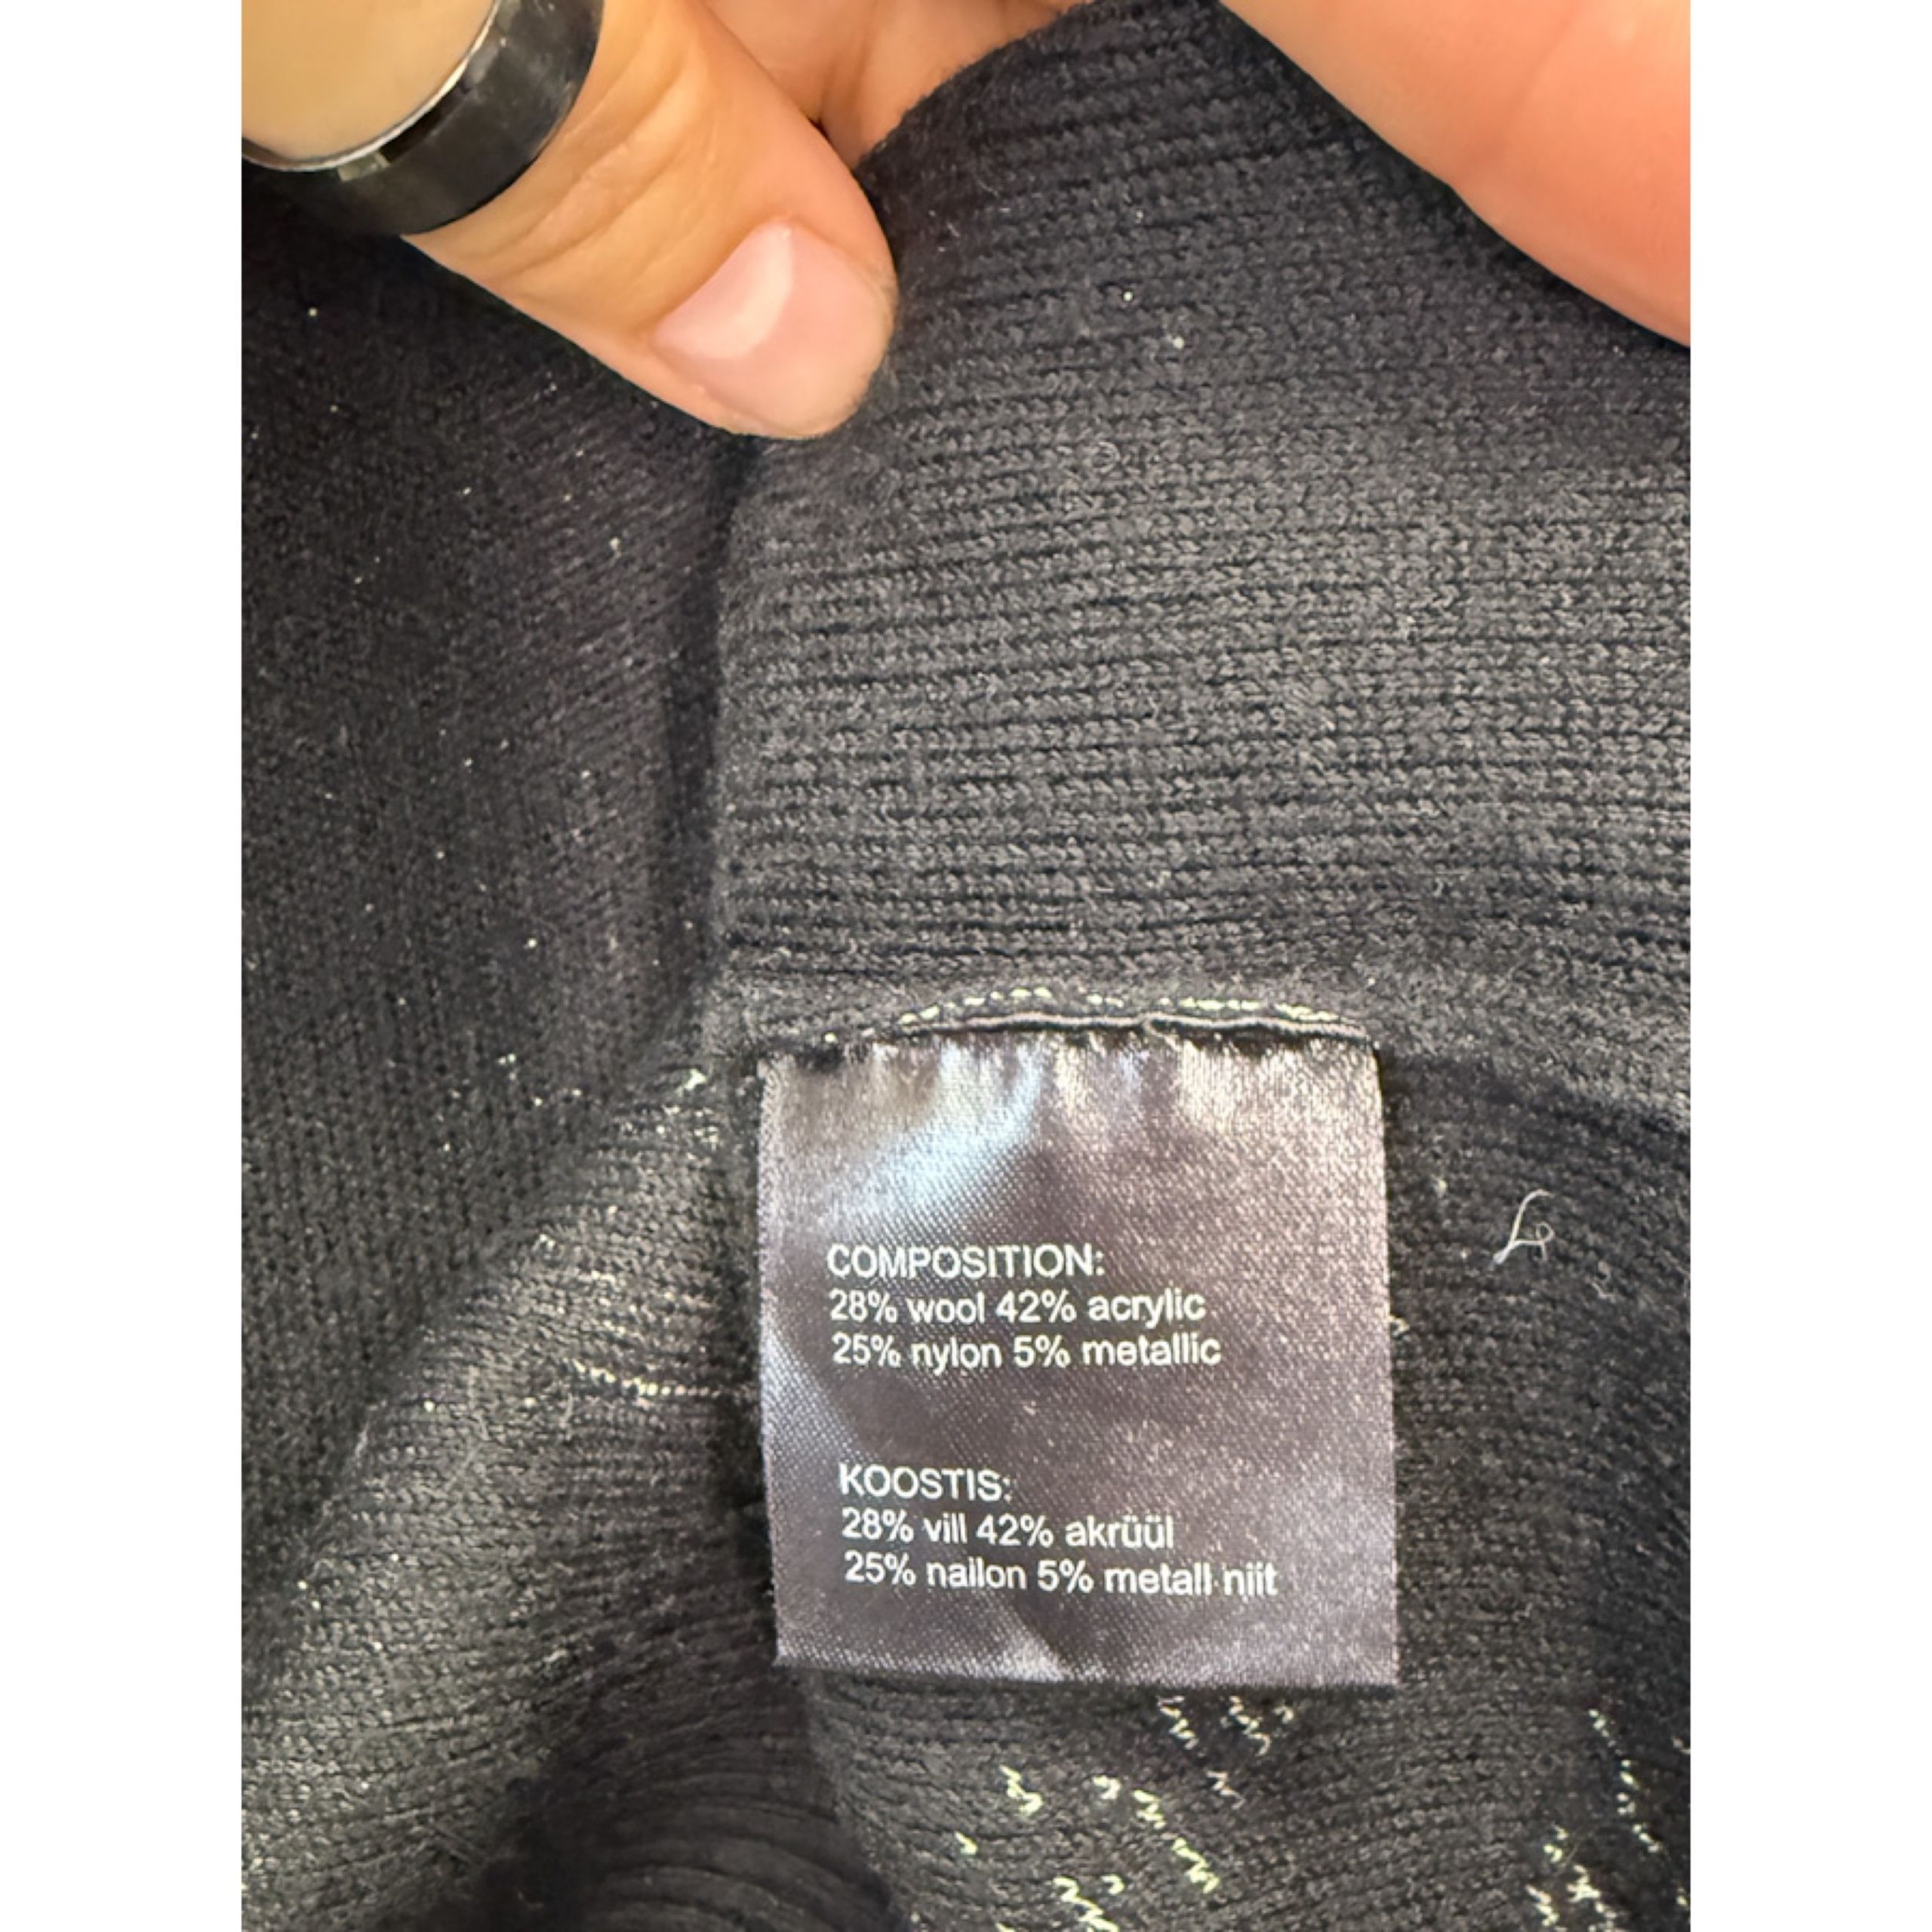 COMPOSITION:
28% wool 42% acrylic
25% nylon 5% metallic
KOOSTIS:
28% vill 42% akrüül
25% nailon 5% metall niit